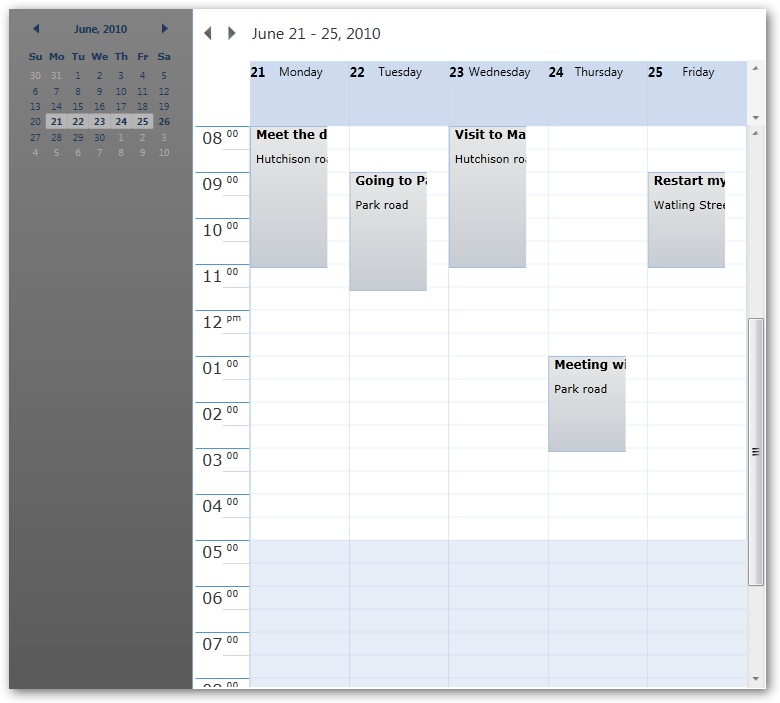 June, 2010
Su Mo Tu We Th Fr Sa
30 31 1 2 3 4 5
6 7 8 9 10 11 12
13 14 15 16 17 18 19
20 21 22 23 24 25 26
27 28 29 30 1 2 3
4 5 6 7 8 9 10
June 21 - 25, 2010
21 Monday 22 Tuesday 23 Wednesday 24 Thursday 25 Friday
08 00
Meet the d
Hutchison roa
Visit to Ma
Hutchison roa
09 00
Going to Pa
Park road
Restart my
Watling Stree
10 00
11 00
12 pm
01 00
Meeting wi
Park road
02 00
03 00
04 00
05 00
06 00
07 00